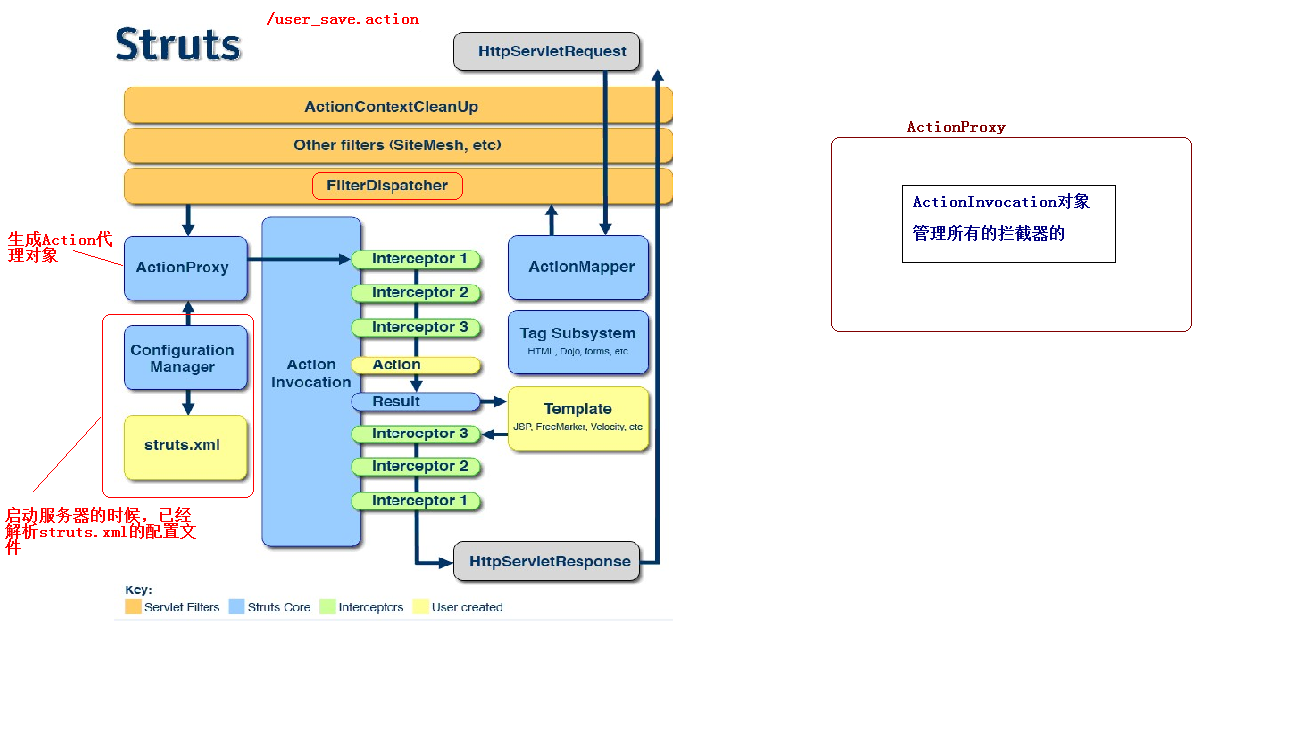 /user_save.action
Struts
HttpServletRequest
ActionContextCleanUp
Other filters (SiteMesh, etc)
FilterDispatcher
ActionProxy
ActionInvocation对象
管理所有的拦截器的
生成Action代
理对象
ActionProxy
Interceptor 1
Interceptor 2
Interceptor 3
Action
Result
Interceptor 3
Interceptor 2
Interceptor 1
Action
Invocation
ActionMapper
Tag Subsystem
HTML, Dojo, forms, etc
Template
JSP, FreeMarker, Velocity, etc
Configuration
Manager
struts.xml
启动服务器的时候，已经
解析struts.xml的配置文
件
HttpServletResponse
Key:
Servlet Filters
Struts Core
Interceptors
User created